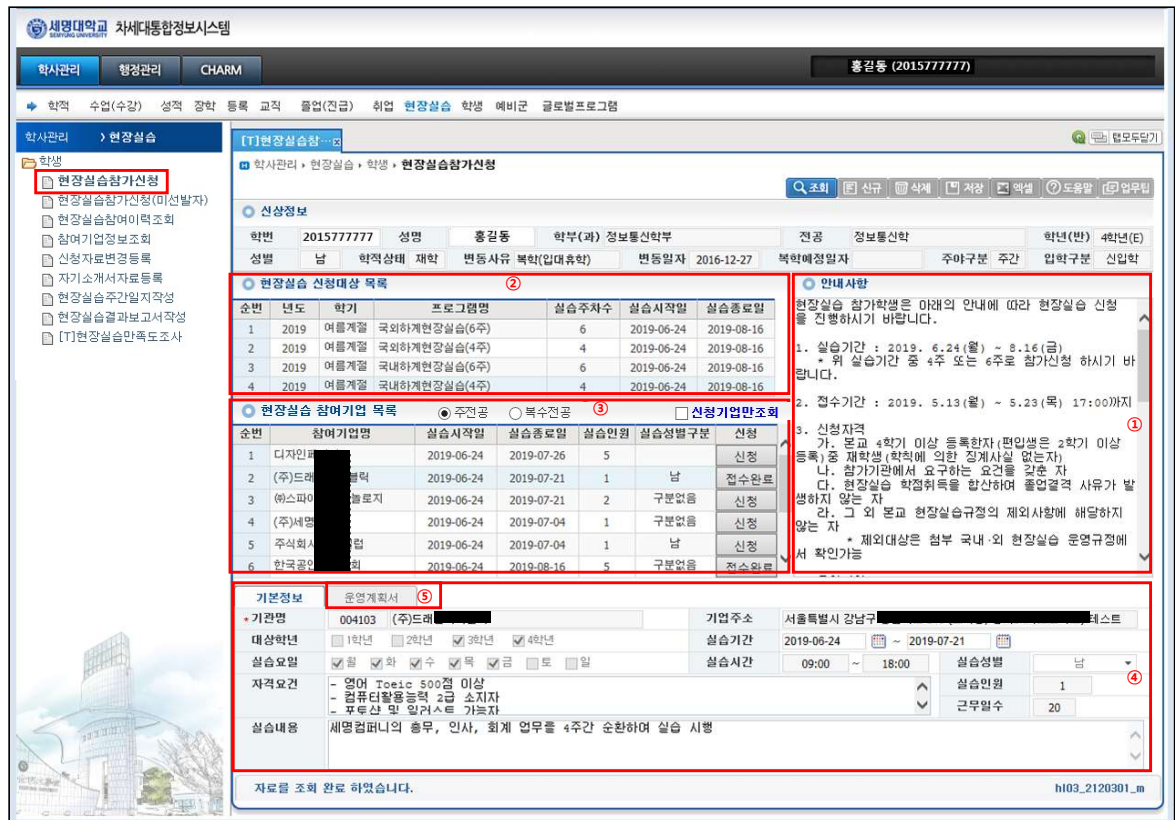 세명대학교 차세대통합정보시스템
SEMYUNG UNIVERSITY
학사관리 행정관리 CHARM 홍길동 (2015777777)
학적 수업(수강) 성적 장학 등록 교직 졸업(진급) 취업 현장실습 학생 예비군 글로벌프로그램
학사관리 > 현장실습
학생
현장실습참가신청
현장실습참가신청(미선발자)
현장실습참여이력조회
참여기업정보조회
신청자료변경등록
자기소개서자료등록
현장실습주간일지작성
현장실습결과보고서작성
[T]현장실습만족도조사
[T]현장실습참… 탭모두닫기
학사관리 › 현장실습 › 학생 › 현장실습참가신청
조회 신규 삭제 저장 엑셀 도움말 업무팁
신상정보
학번 2015777777 성명 홍길동 학부(과) 정보통신학부 전공 정보통신학 학년(반) 4학년(E)
성별 남 학적상태 재학 변동사유 복학(입대휴학) 변동일자 2016-12-27 복학예정일자 주야구분 주간 입학구분 신입학
현장실습 신청대상 목록 ②
순번 년도 학기 프로그램명 실습주차수 실습시작일 실습종료일
1 2019 여름계절 국외하계현장실습(6주) 6 2019-06-24 2019-08-16
2 2019 여름계절 국외하계현장실습(4주) 4 2019-06-24 2019-08-16
3 2019 여름계절 국내하계현장실습(6주) 6 2019-06-24 2019-08-16
4 2019 여름계절 국내하계현장실습(4주) 4 2019-06-24 2019-08-16
현장실습 참여기업 목록 주전공 복수전공 ③ 신청기업만조회
순번 참여기업명 실습시작일 실습종료일 실습인원 실습성별구분 신청
1 디자인 2019-06-24 2019-07-26 5 신청
2 (주)드래 블릭 2019-06-24 2019-07-21 1 남 접수완료
3 ㈜스파이 놀로지 2019-06-24 2019-07-21 2 구분없음 신청
4 (주)세명 2019-06-24 2019-07-04 1 구분없음 신청
5 주식회사 럽 2019-06-24 2019-07-04 1 남 신청
6 한국공인 회 2019-06-24 2019-08-16 5 구분없음 접수완료
안내사항
현장실습 참가학생은 아래의 안내에 따라 현장실습 신청
을 진행하시기 바랍니다.
1. 실습기간 : 2019. 6.24(월) ~ 8.16(금)
* 위 실습기간 중 4주 또는 6주로 참가신청 하시기 바
랍니다.
2. 접수기간 : 2019. 5.13(월) ~ 5.23(목) 17:00까지
①
3. 신청자격
가. 본교 4학기 이상 등록한자(편입생은 2학기 이상
등록)중 재학생(학칙에 의한 징계사실 없는자)
나. 참가기관에서 요구하는 요건을 갖춘 자
다. 현장실습 학점취득을 합산하여 졸업결격 사유가 발
생하지 않는 자
라. 그 외 본교 현장실습규정의 제외사항에 해당하지
않는 자
* 제외대상은 첨부 국내·외 현장실습 운영규정에
서 확인가능
기본정보 운영계획서 ⑤
* 기관명 004103 (주)드래 기업주소 서울특별시 강남구 테스트
대상학년 1학년 2학년 3학년 4학년 실습기간 2019-06-24 ~ 2019-07-21
실습요일 월 화 수 목 금 토 일 실습시간 09:00 ~ 18:00 실습성별 남
④
자격요건 - 영어 Toeic 500점 이상 실습인원 1
- 컴퓨터활용능력 2급 소지자
- 포토샵 및 일러스트 가능자 근무일수 20
실습내용 세명컴퍼니의 총무, 인사, 회계 업무를 4주간 순환하며 실습 시행
자료를 조회 완료 하였습니다. hl03_2120301_m